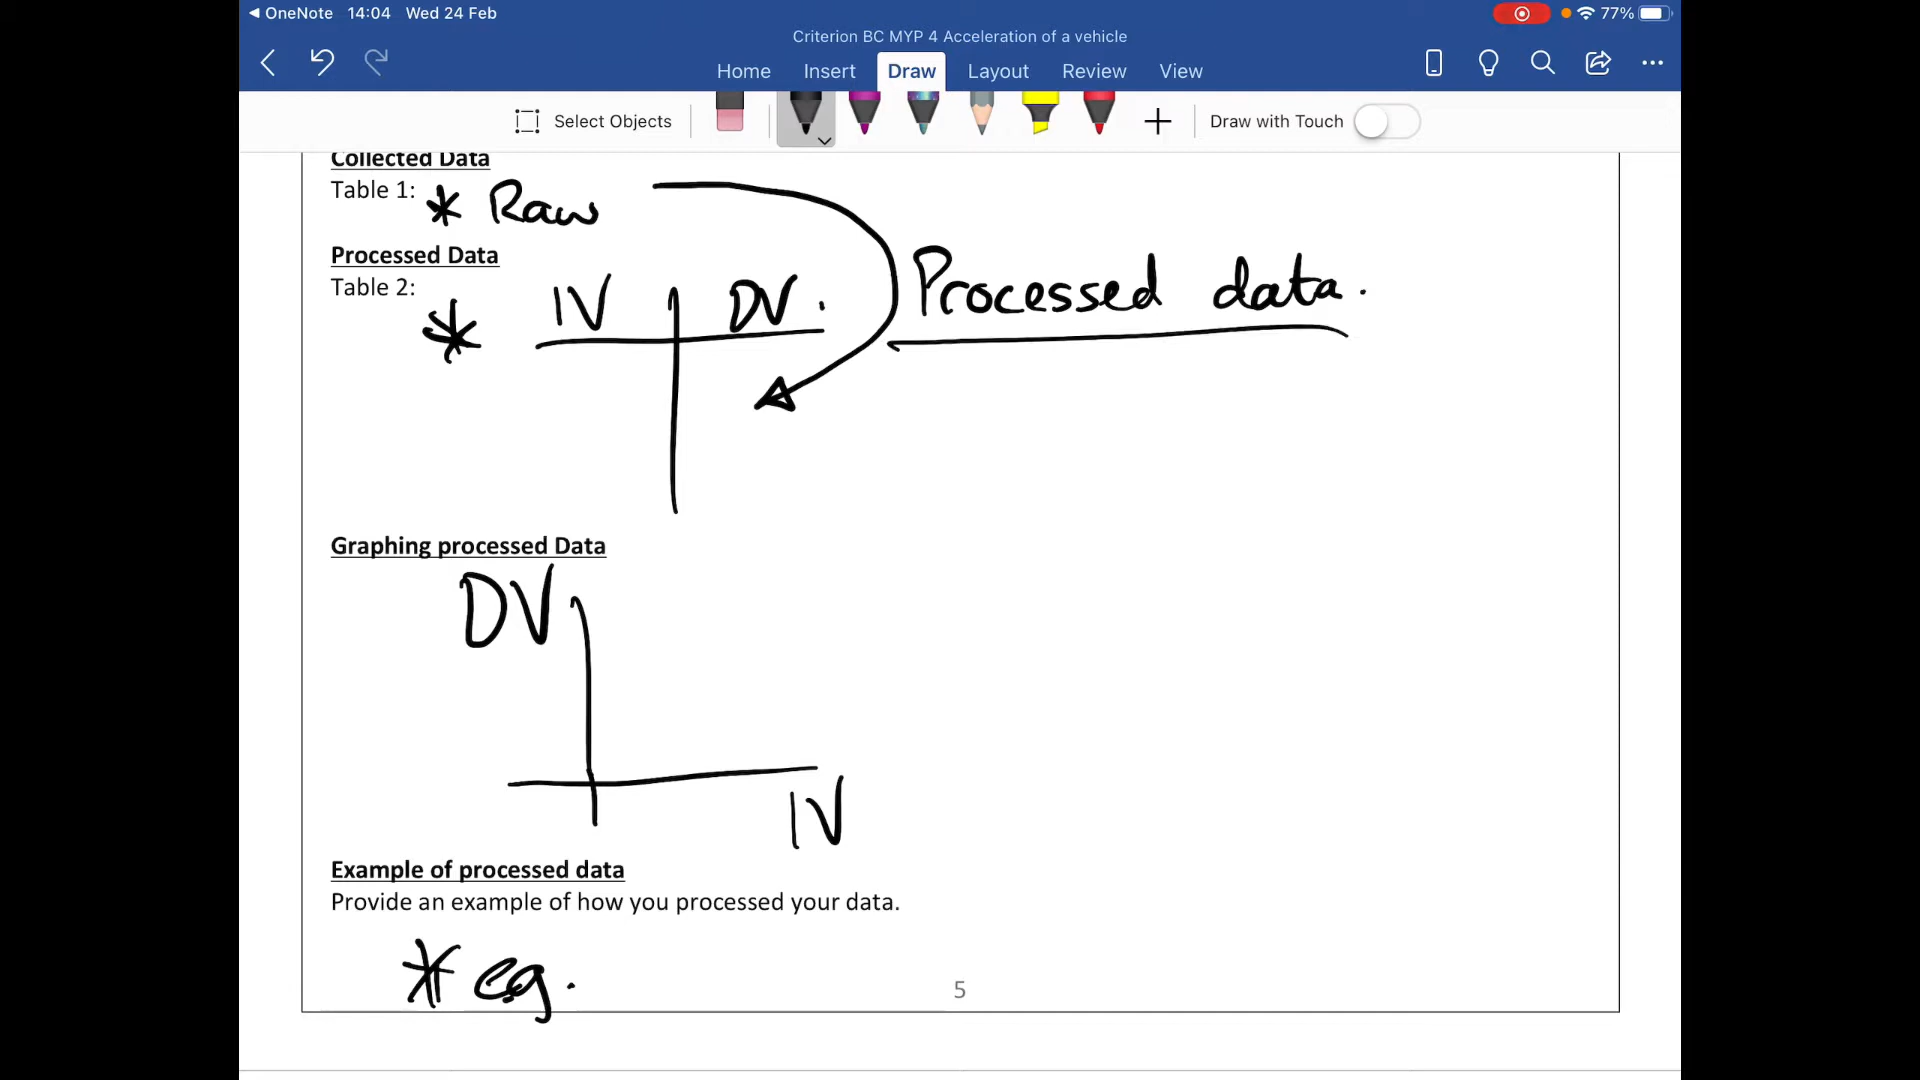 OneNote 14:04 Wed 24 Feb 77%
Criterion BC MYP 4 Acceleration of a vehicle
Home Insert Draw Layout Review View
Select Objects Draw with Touch
Collected Data
Table 1: * Raw
Processed Data
Table 2:
* IV DV. Processed data.
Graphing processed Data
DV
IV
Example of processed data
Provide an example of how you processed your data.
* eg.
5